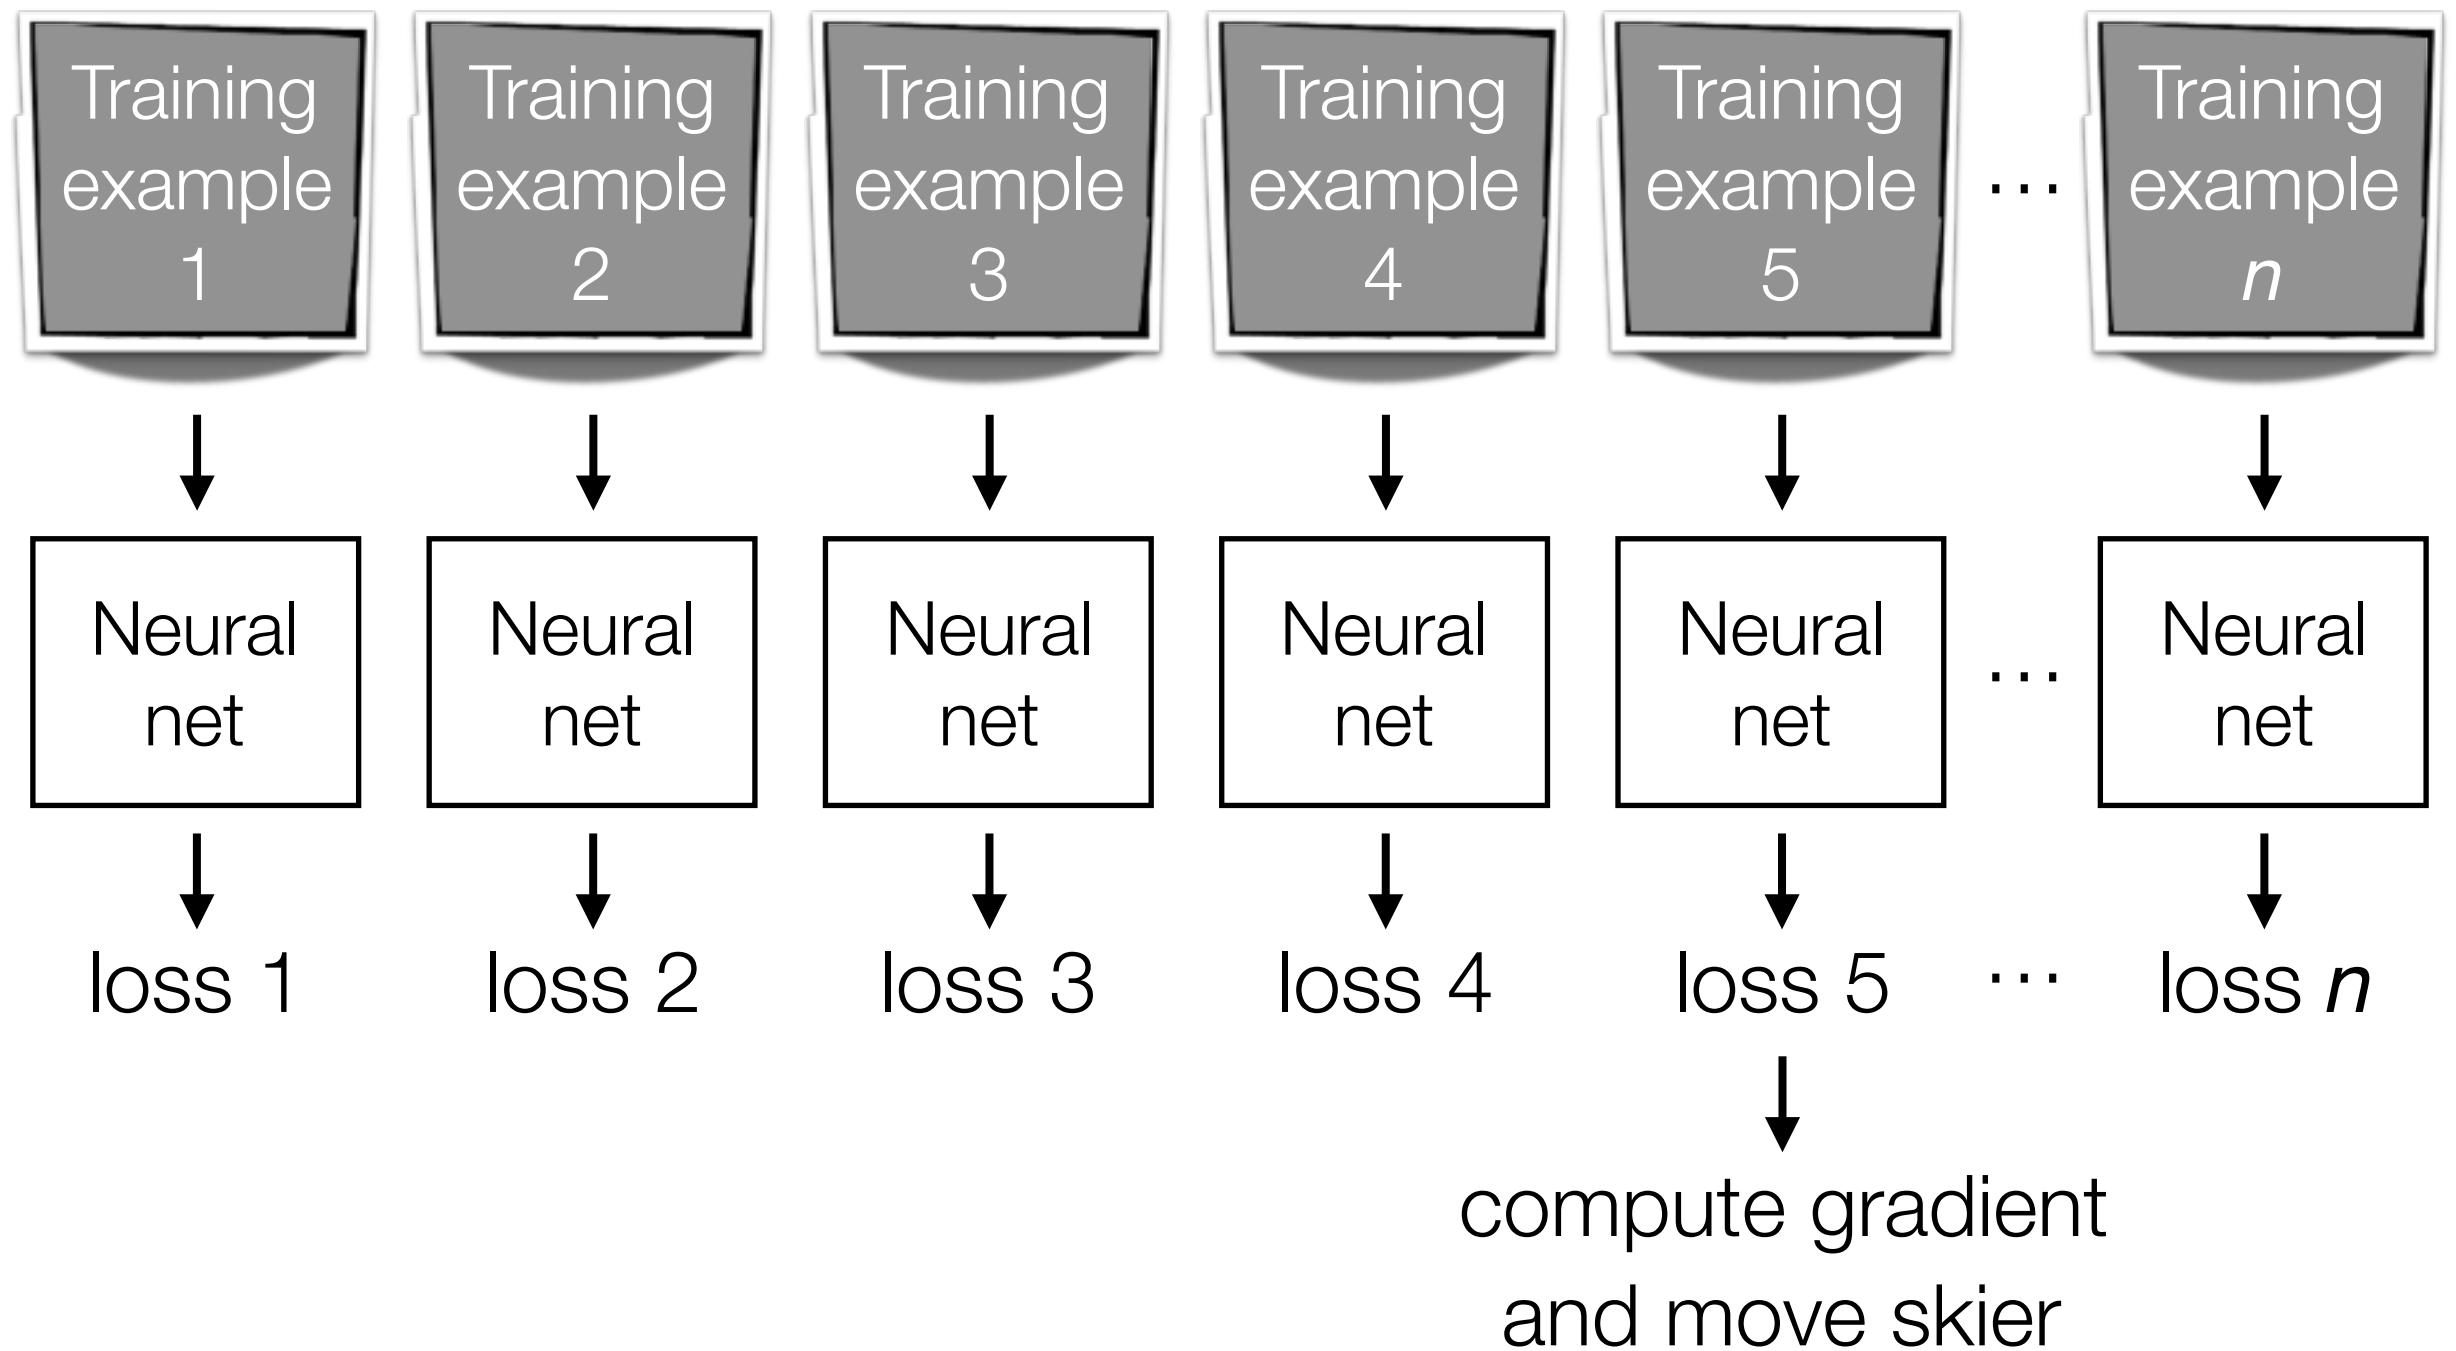 Training
example
1
Training
example
2
Training
example
3
Training
example
4
Training
example
5
...
Training
example
n
Neural
net
Neural
net
Neural
net
Neural
net
Neural
net
...
Neural
net
loss 1
loss 2
loss 3
loss 4
loss 5
...
loss n
compute gradient
and move skier